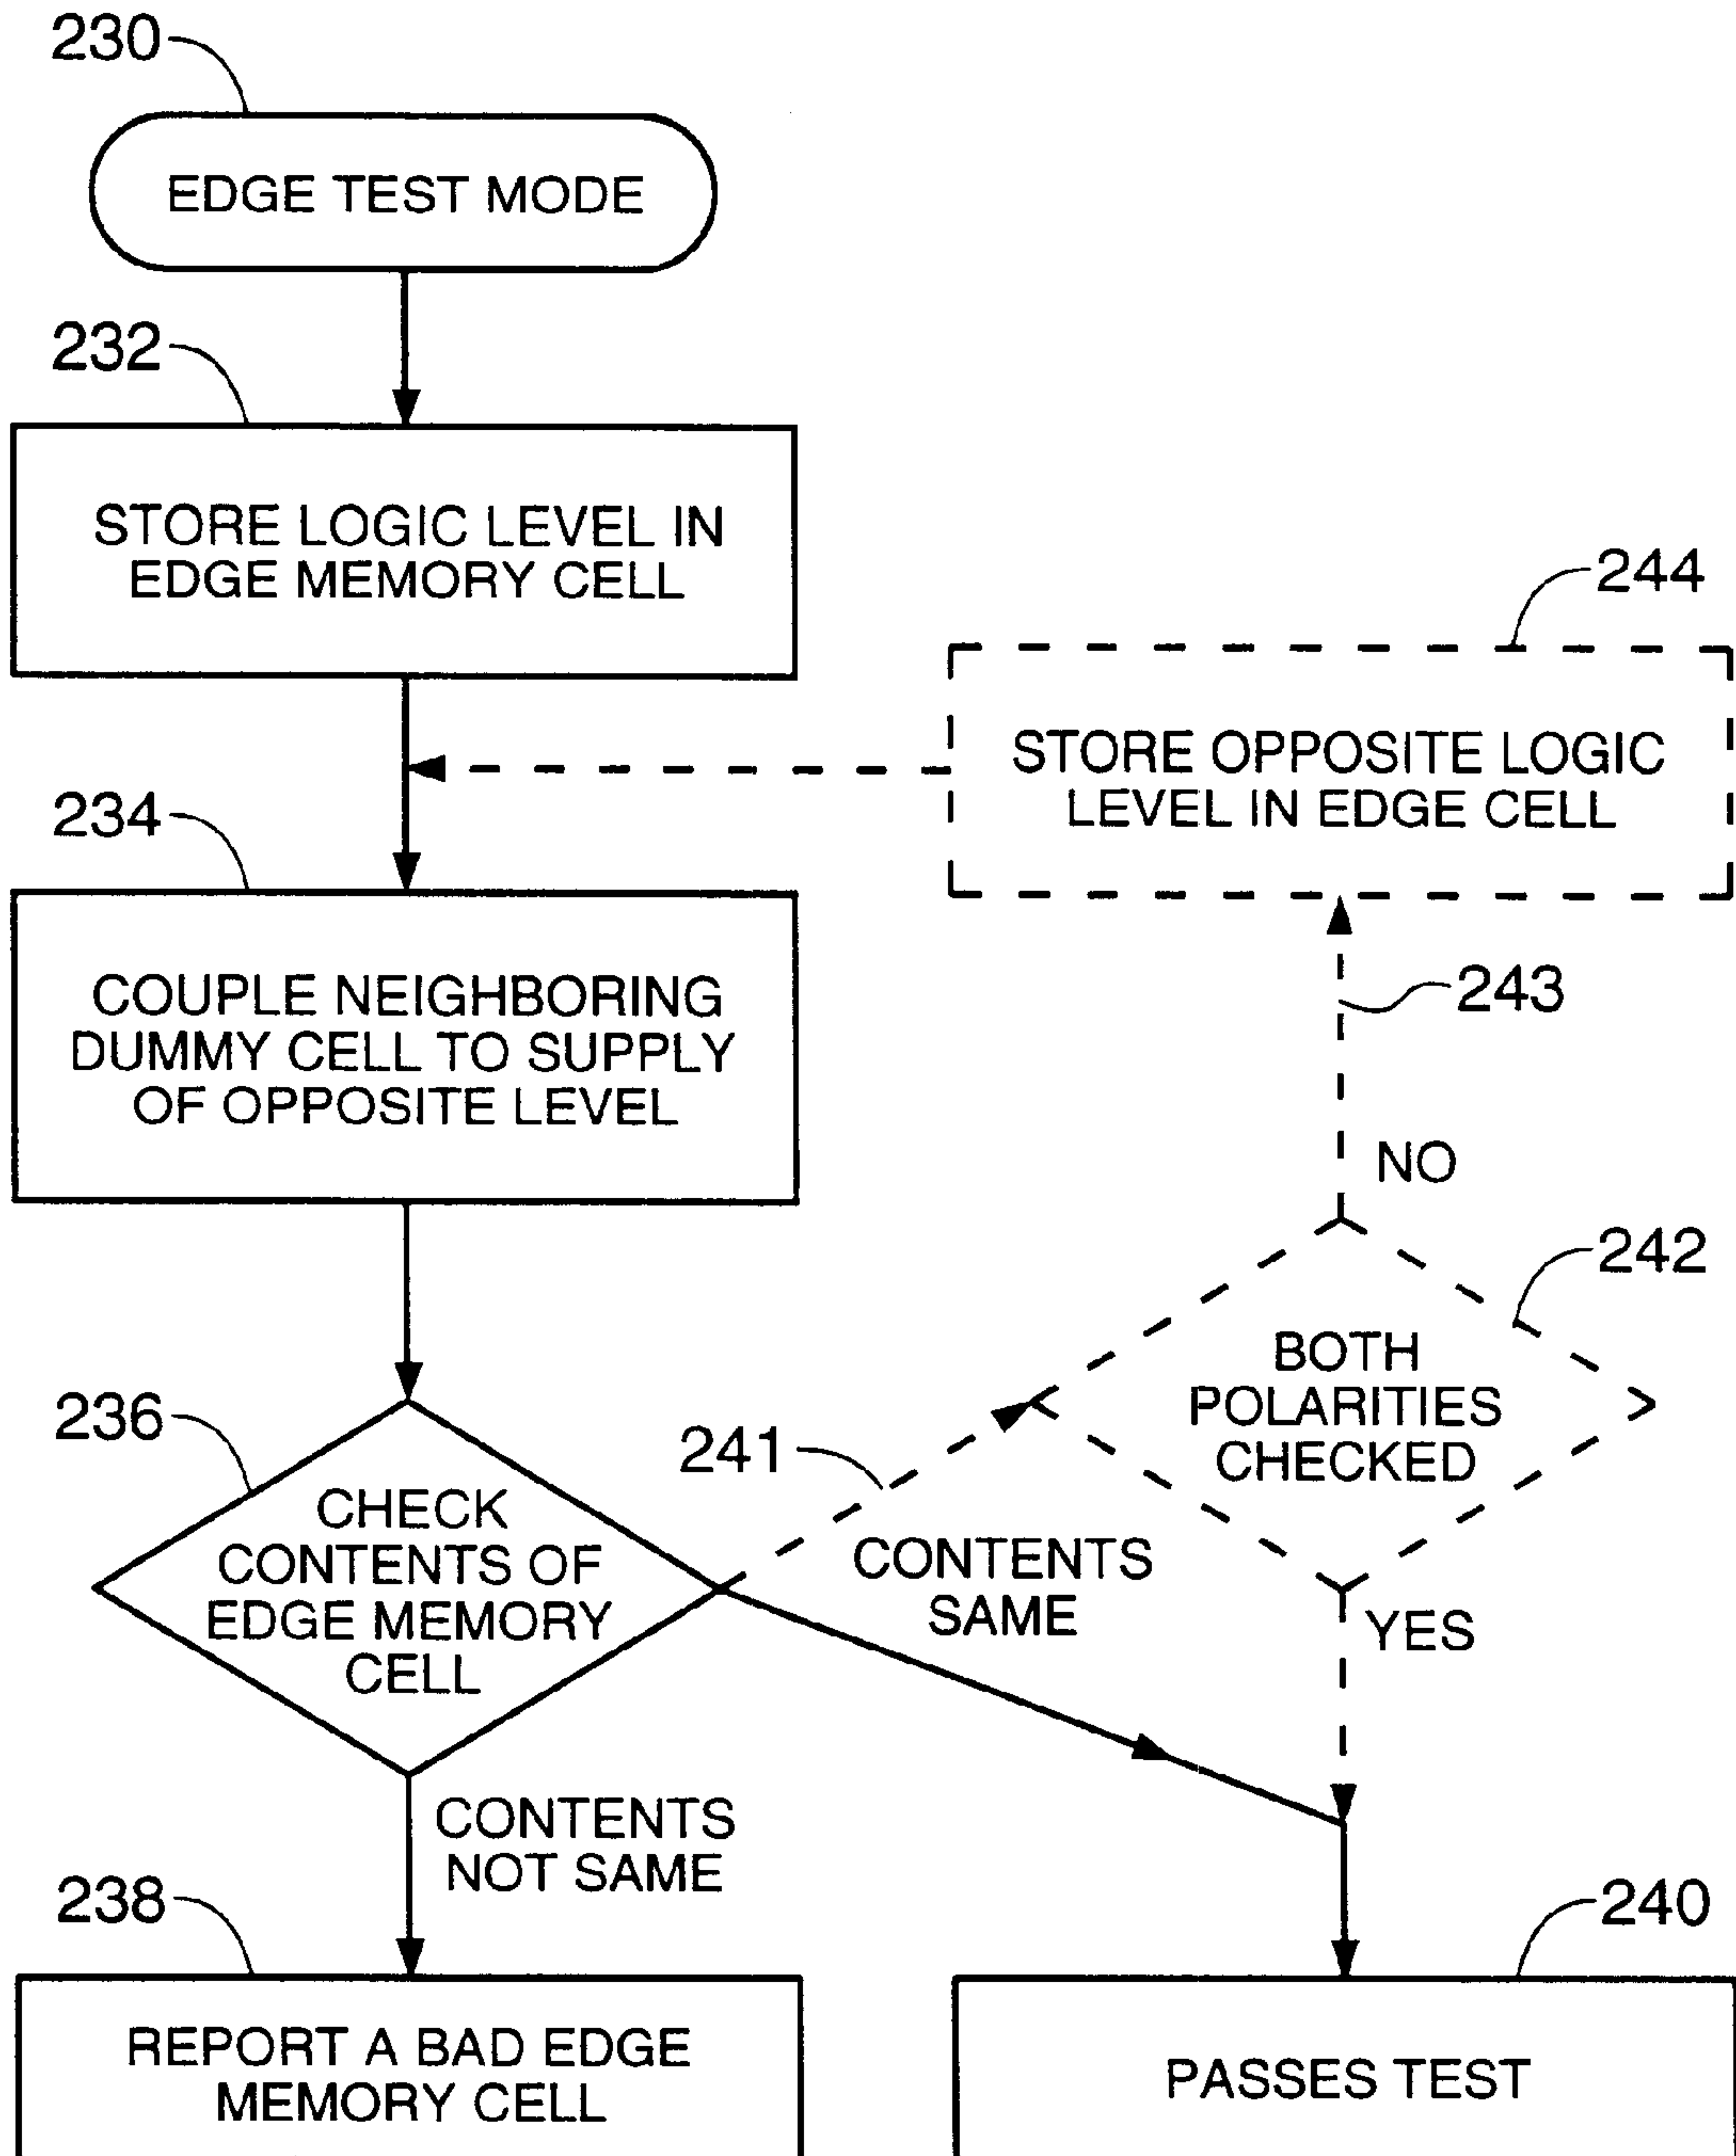 230
EDGE TEST MODE
232
STORE LOGIC LEVEL IN
EDGE MEMORY CELL
244
STORE OPPOSITE LOGIC
LEVEL IN EDGE CELL
234
COUPLE NEIGHBORING
DUMMY CELL TO SUPPLY
OF OPPOSITE LEVEL
243
NO
242
BOTH
POLARITIES
CHECKED
236
CHECK
CONTENTS OF
EDGE MEMORY
CELL
241
CONTENTS
SAME
YES
CONTENTS
NOT SAME
238
REPORT A BAD EDGE
MEMORY CELL
240
PASSES TEST